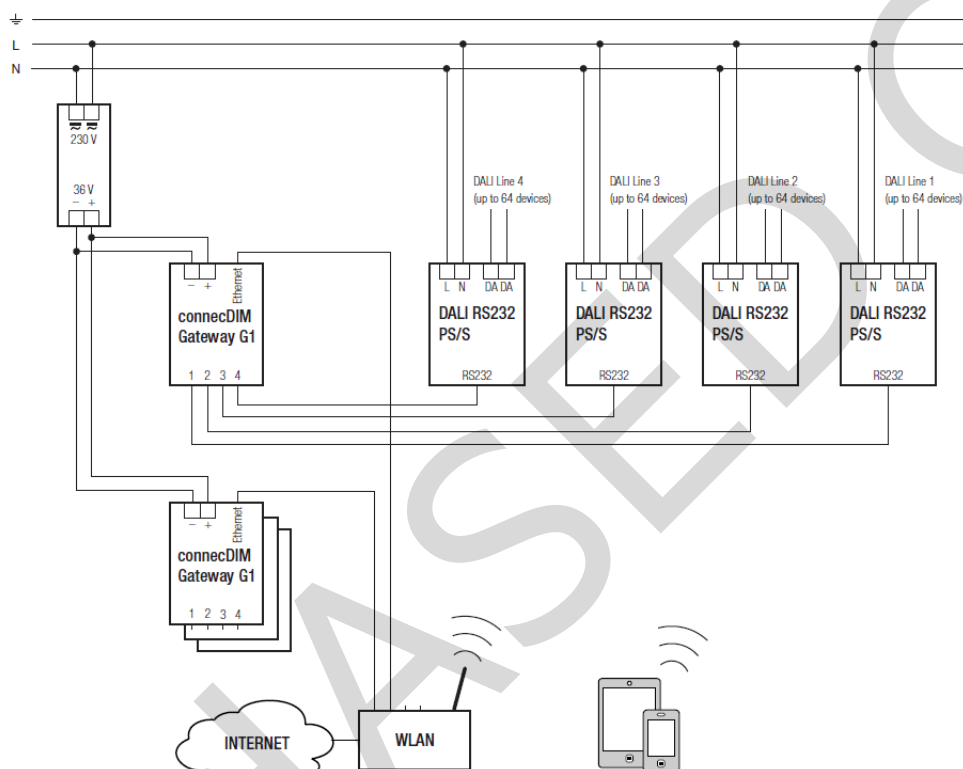 L
N
230 V
36 V
− +
DALI Line 4
(up to 64 devices)
DALI Line 3
(up to 64 devices)
DALI Line 2
(up to 64 devices)
DALI Line 1
(up to 64 devices)
− +
Ethernet
connecDIM
Gateway G1
1 2 3 4
L N DA DA
DALI RS232
PS/S
RS232
L N DA DA
DALI RS232
PS/S
RS232
L N DA DA
DALI RS232
PS/S
RS232
L N DA DA
DALI RS232
PS/S
RS232
− +
Ethernet
connecDIM
Gateway G1
1 2 3 4
INTERNET
WLAN